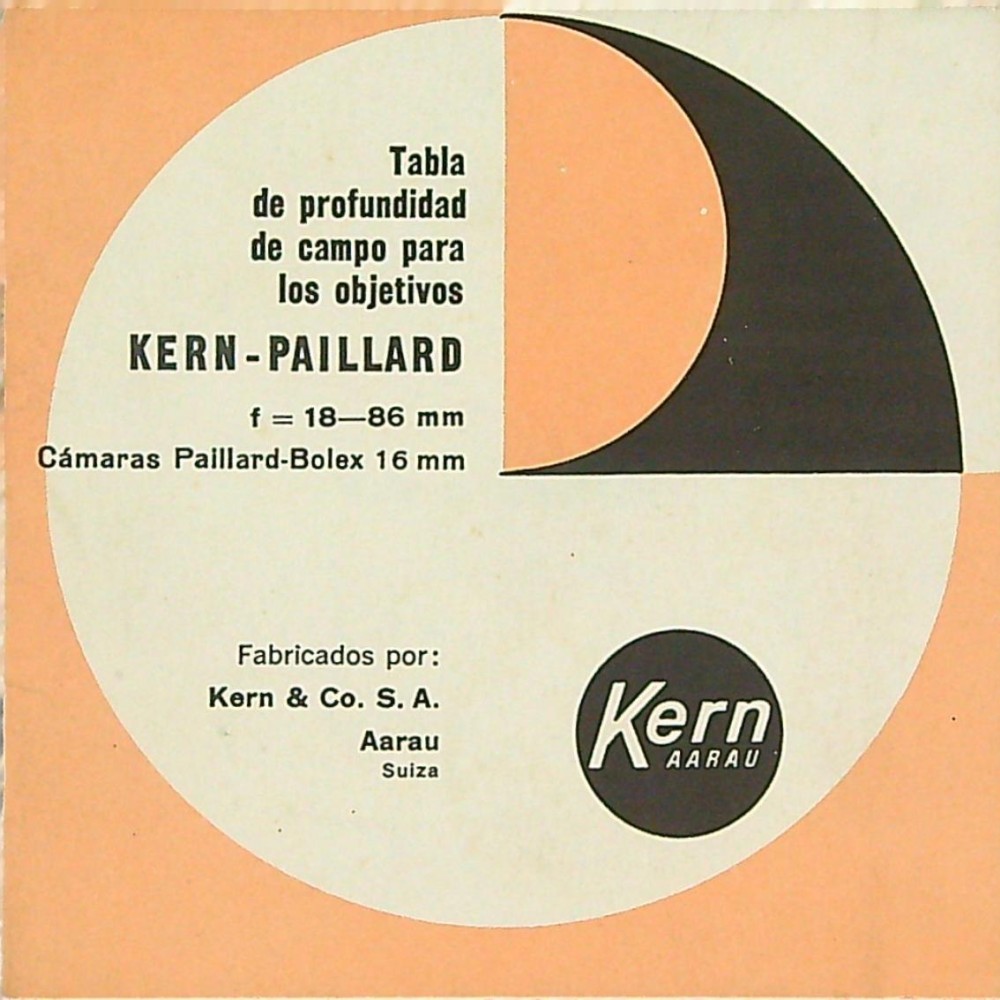 Tabla
de profundidad
de campo para
los objetivos
KERN-PAILLARD
f = 18—86 mm
Cámaras Paillard-Bolex 16 mm
Fabricados por:
Kern & Co. S. A.
Aarau
Suiza
Kern
AARAU